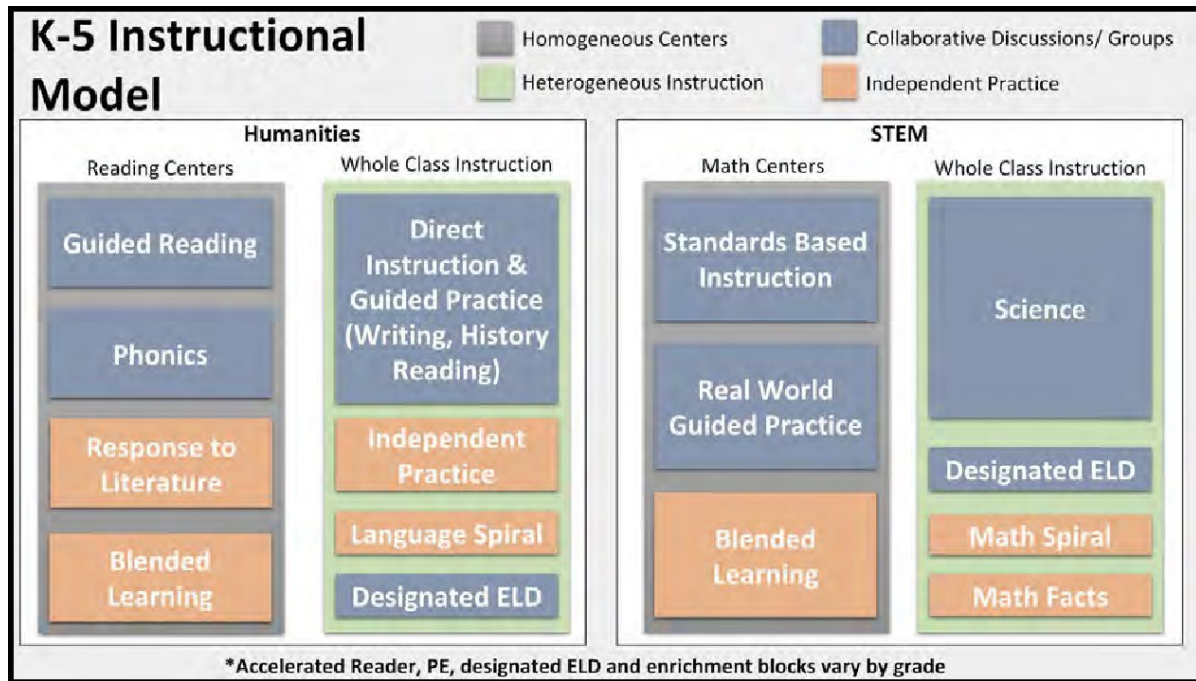 K-5 Instructional
Model
Homogeneous Centers
Collaborative Discussions/ Groups
Heterogeneous Instruction
Independent Practice
Humanities
Reading Centers
Whole Class Instruction
Guided Reading
Phonics
Response to
Literature
Blended
Learning
Direct
Instruction &
Guided Practice
(Writing, History
Reading)
Independent
Practice
Language Spiral
Designated ELD
STEM
Math Centers
Whole Class Instruction
Standards Based
Instruction
Real World
Guided Practice
Blended
Learning
Science
Designated ELD
Math Spiral
Math Facts
*Accelerated Reader, PE, designated ELD and enrichment blocks vary by grade